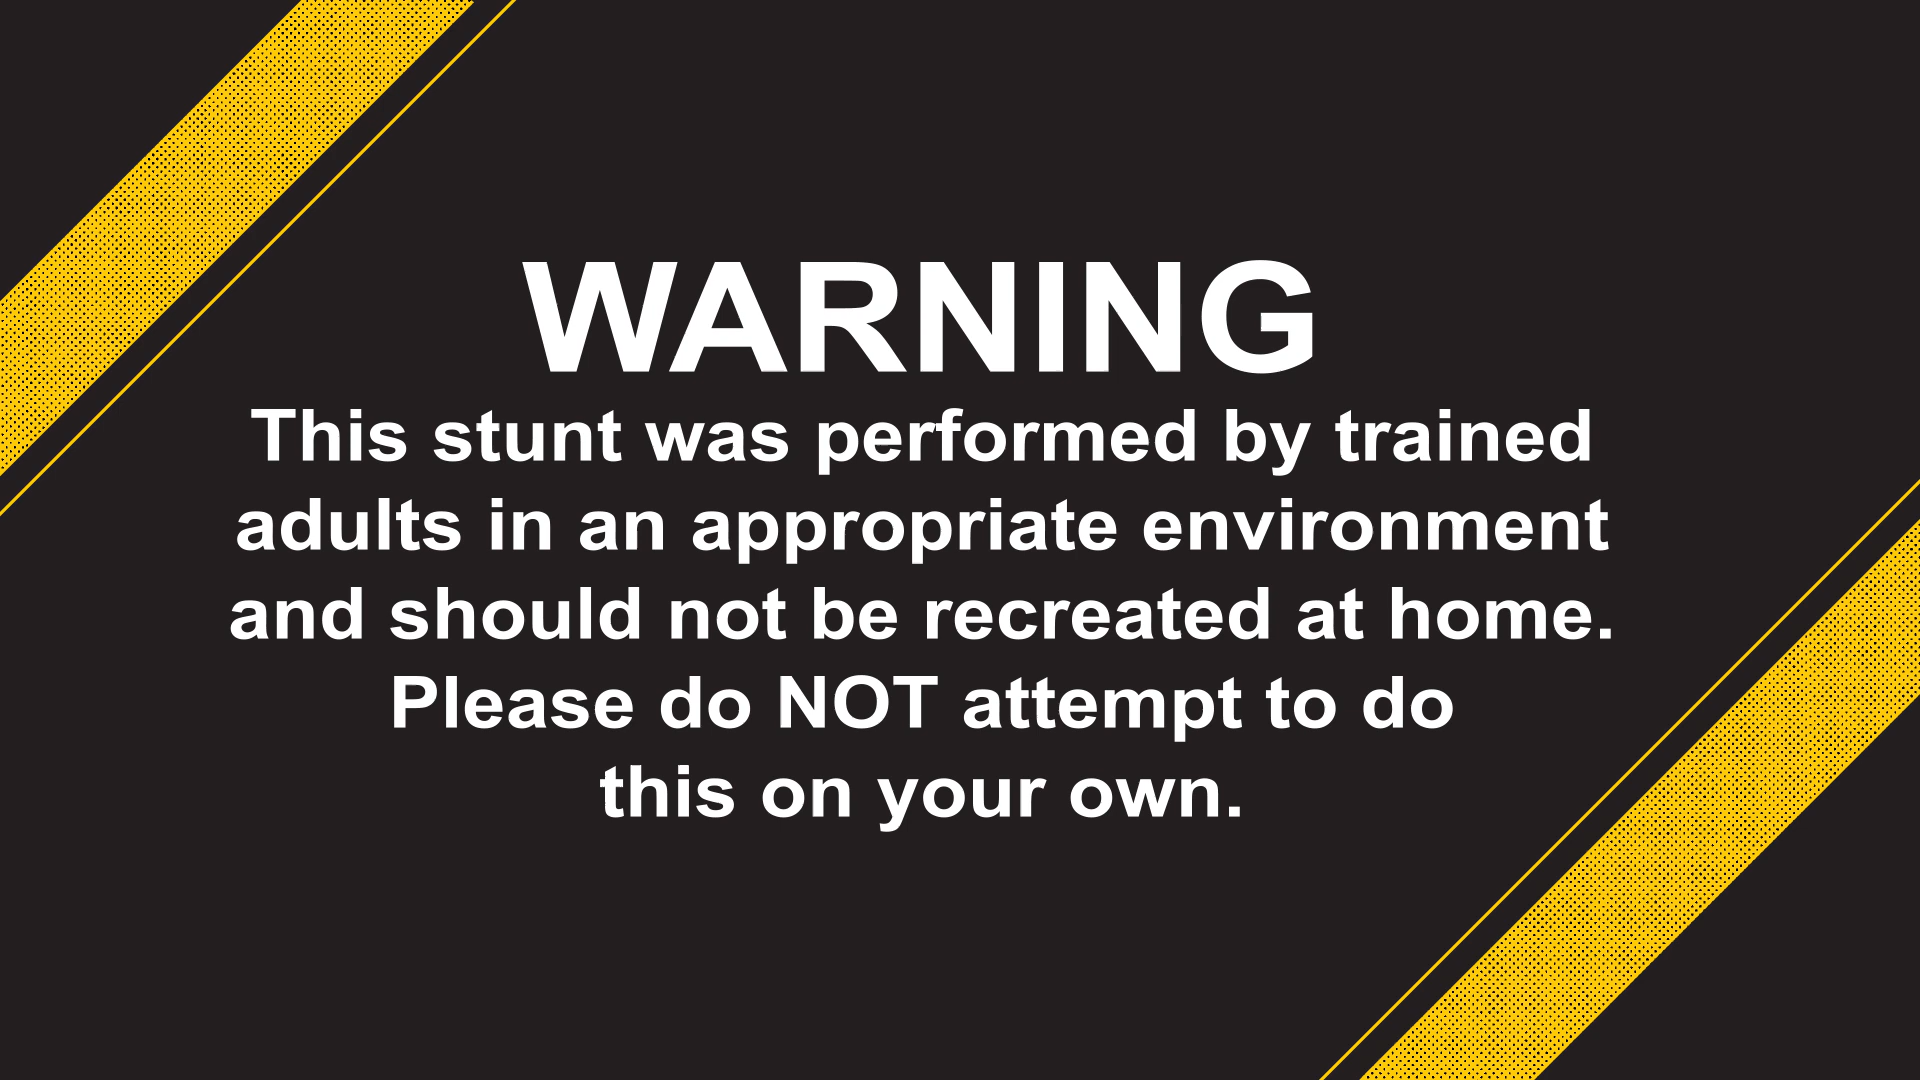 WARNING
This stunt was performed by trained
adults in an appropriate environment
and should not be recreated at home.
Please do NOT attempt to do
this on your own.